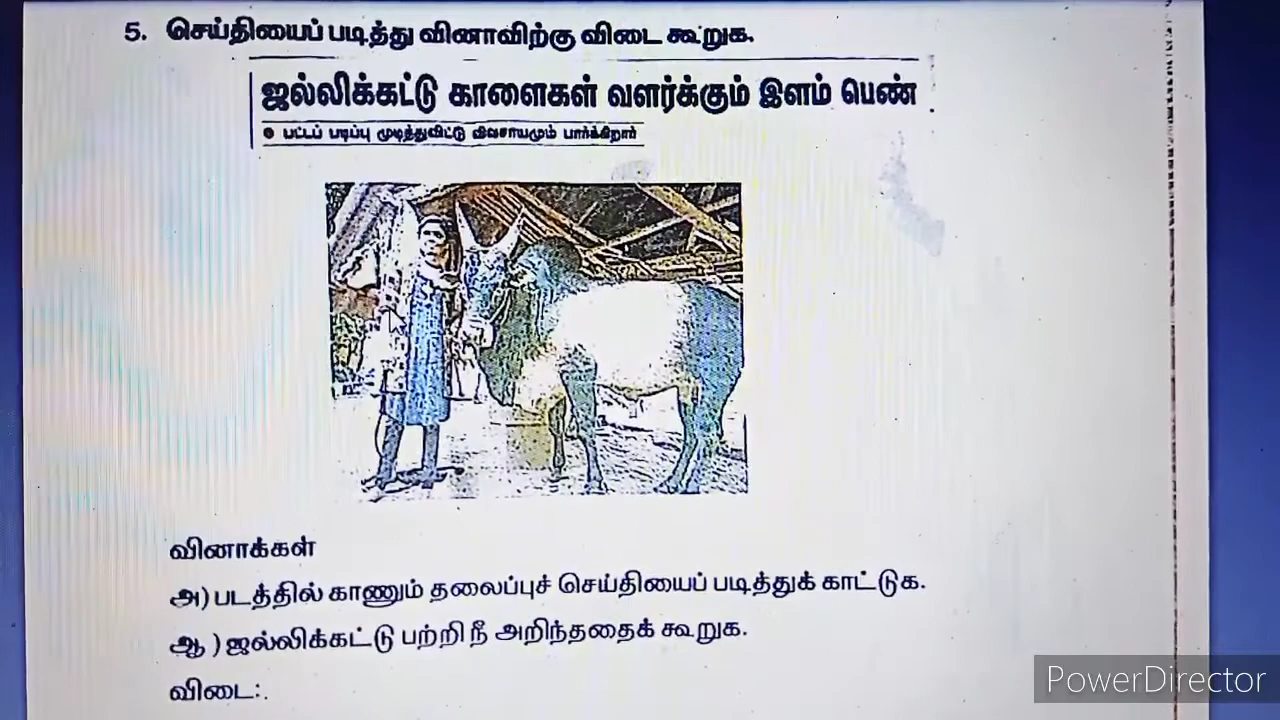 5. செய்தியைப் படித்து வினாவிற்கு விடை கூறுக.
ஜல்லிக்கட்டு காளைகள் வளர்க்கும் இளம் பெண்
● பட்டப் படிப்பு முடித்துவிட்டு விவசாயமும் பார்க்கிறார்
வினாக்கள்
அ) படத்தில் காணும் தலைப்புச் செய்தியைப் படித்துக் காட்டுக.
ஆ ) ஜல்லிக்கட்டு பற்றி நீ அறிந்ததைக் கூறுக.
விடை:.
PowerDirector